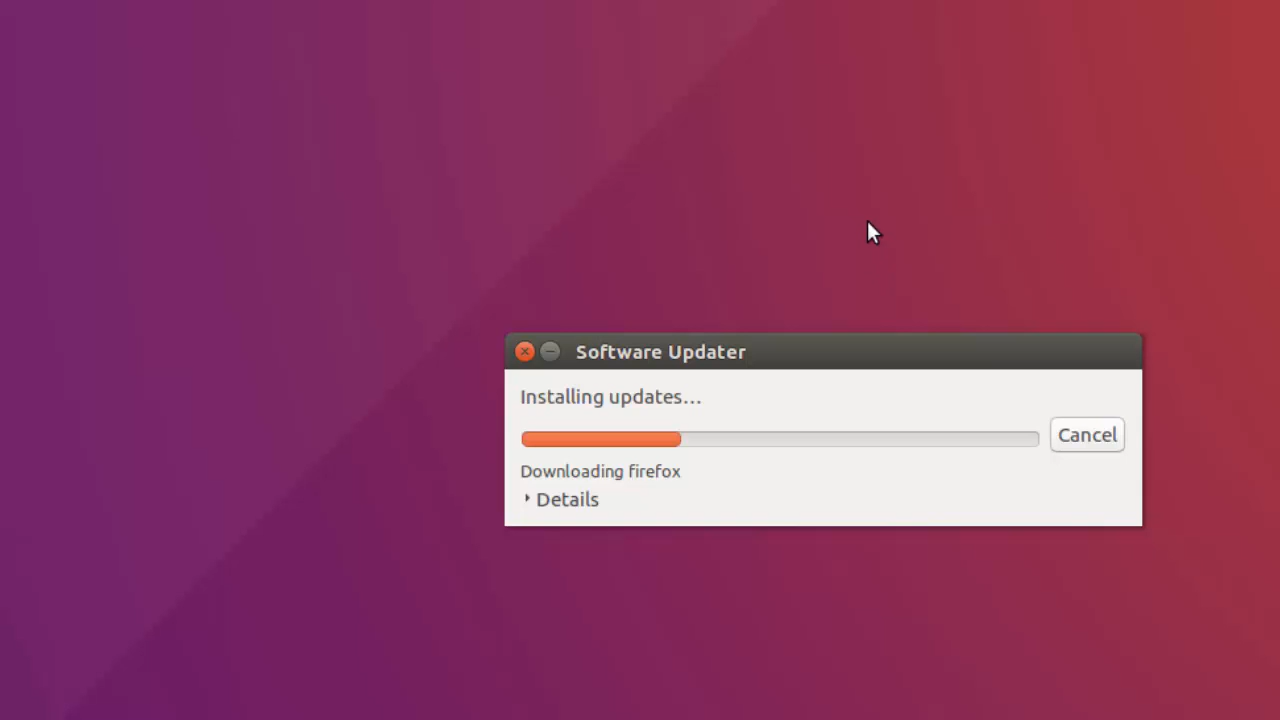 Software Updater
Installing updates...
Cancel
Downloading firefox
Details